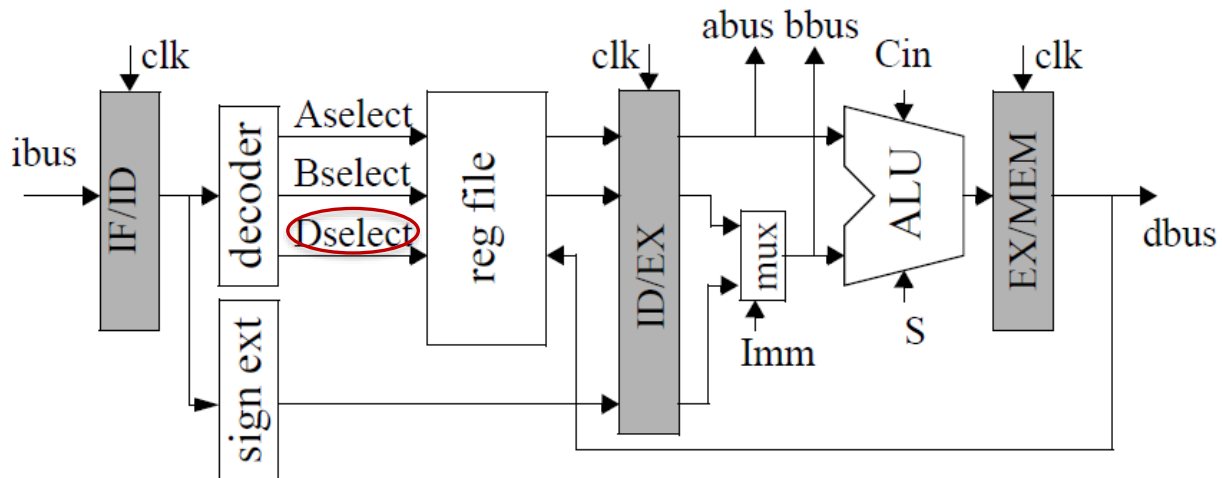 abus bbus
clk
clk
Cin
clk
ibus
IF/ID
decoder
Aselect
Bselect
Dselect
reg file
ID/EX
mux
Imm
ALU
S
EX/MEM
dbus
sign ext